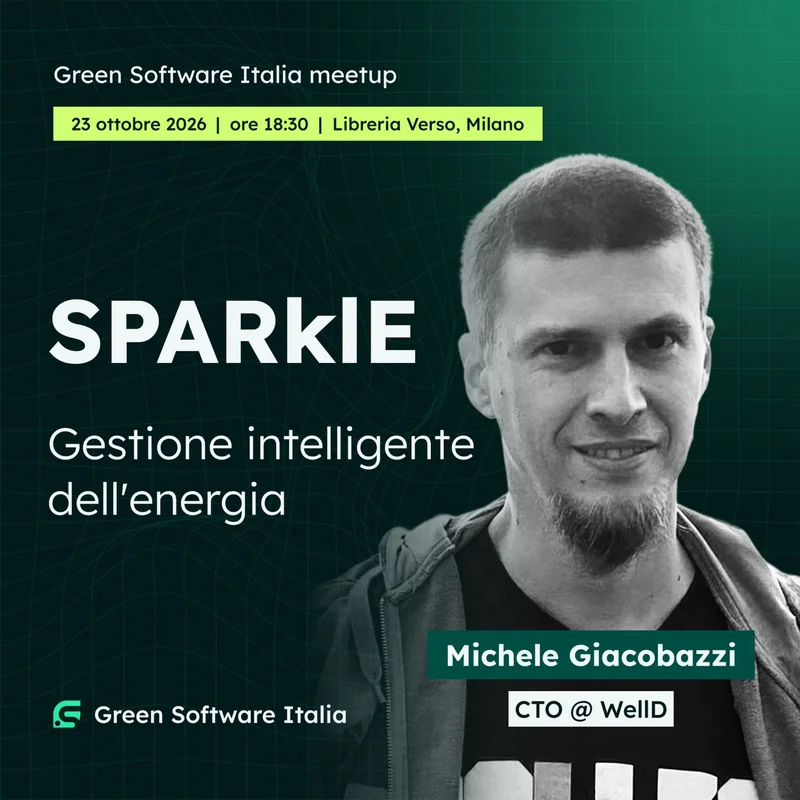 Green Software Italia meetup
23 ottobre 2026 | ore 18:30 | Libreria Verso, Milano
SPARklE
Gestione intelligente
dell'energia
Michele Giacobazzi
CTO @ WellD
Green Software Italia